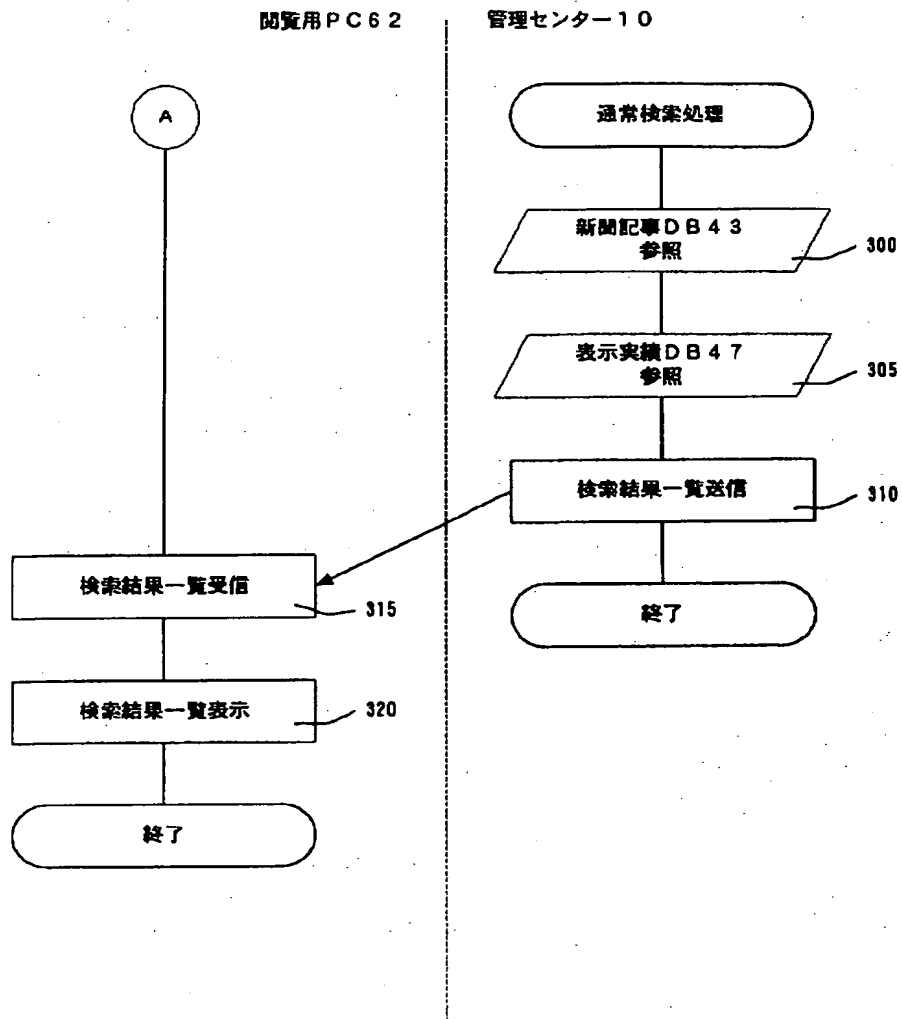 閲覧用PC62
管理センター10
A
通常検索処理
新聞記事DB43
参照
300
表示実績DB47
参照
305
検索結果一覧送信
310
検索結果一覧受信
315
終了
検索結果一覧表示
320
終了